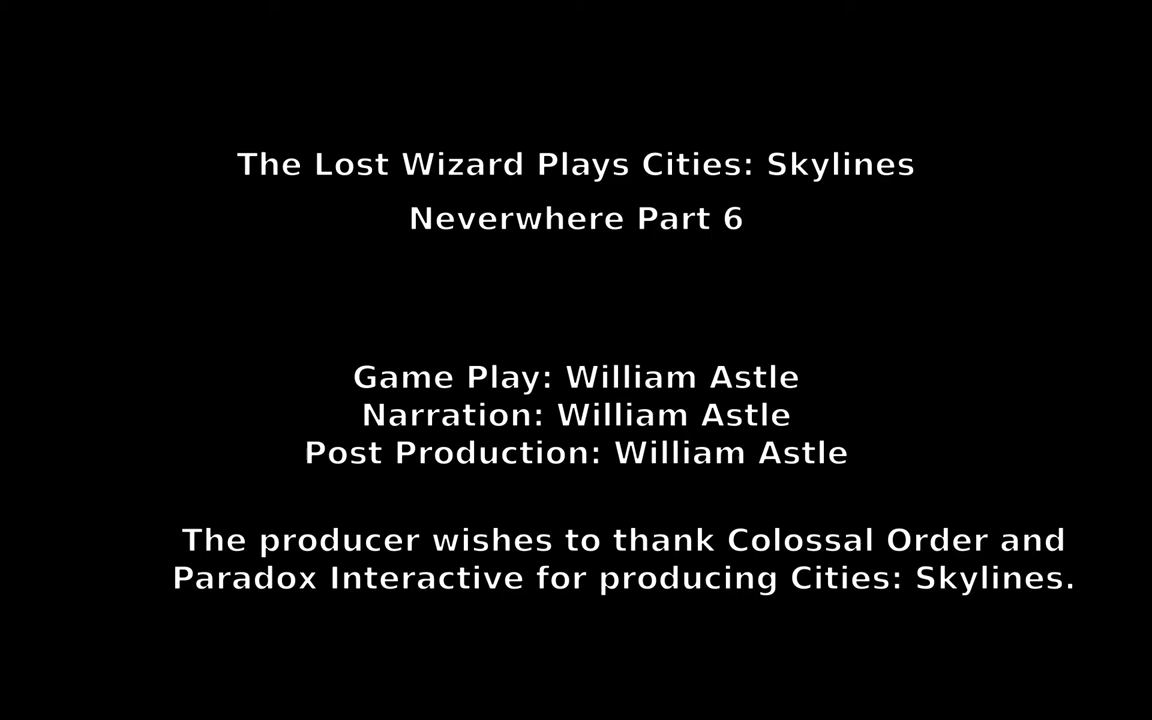 The Lost Wizard Plays Cities: Skylines
Neverwhere Part 6
Game Play: William Astle
Narration: William Astle
Post Production: William Astle
The producer wishes to thank Colossal Order and
Paradox Interactive for producing Cities: Skylines.